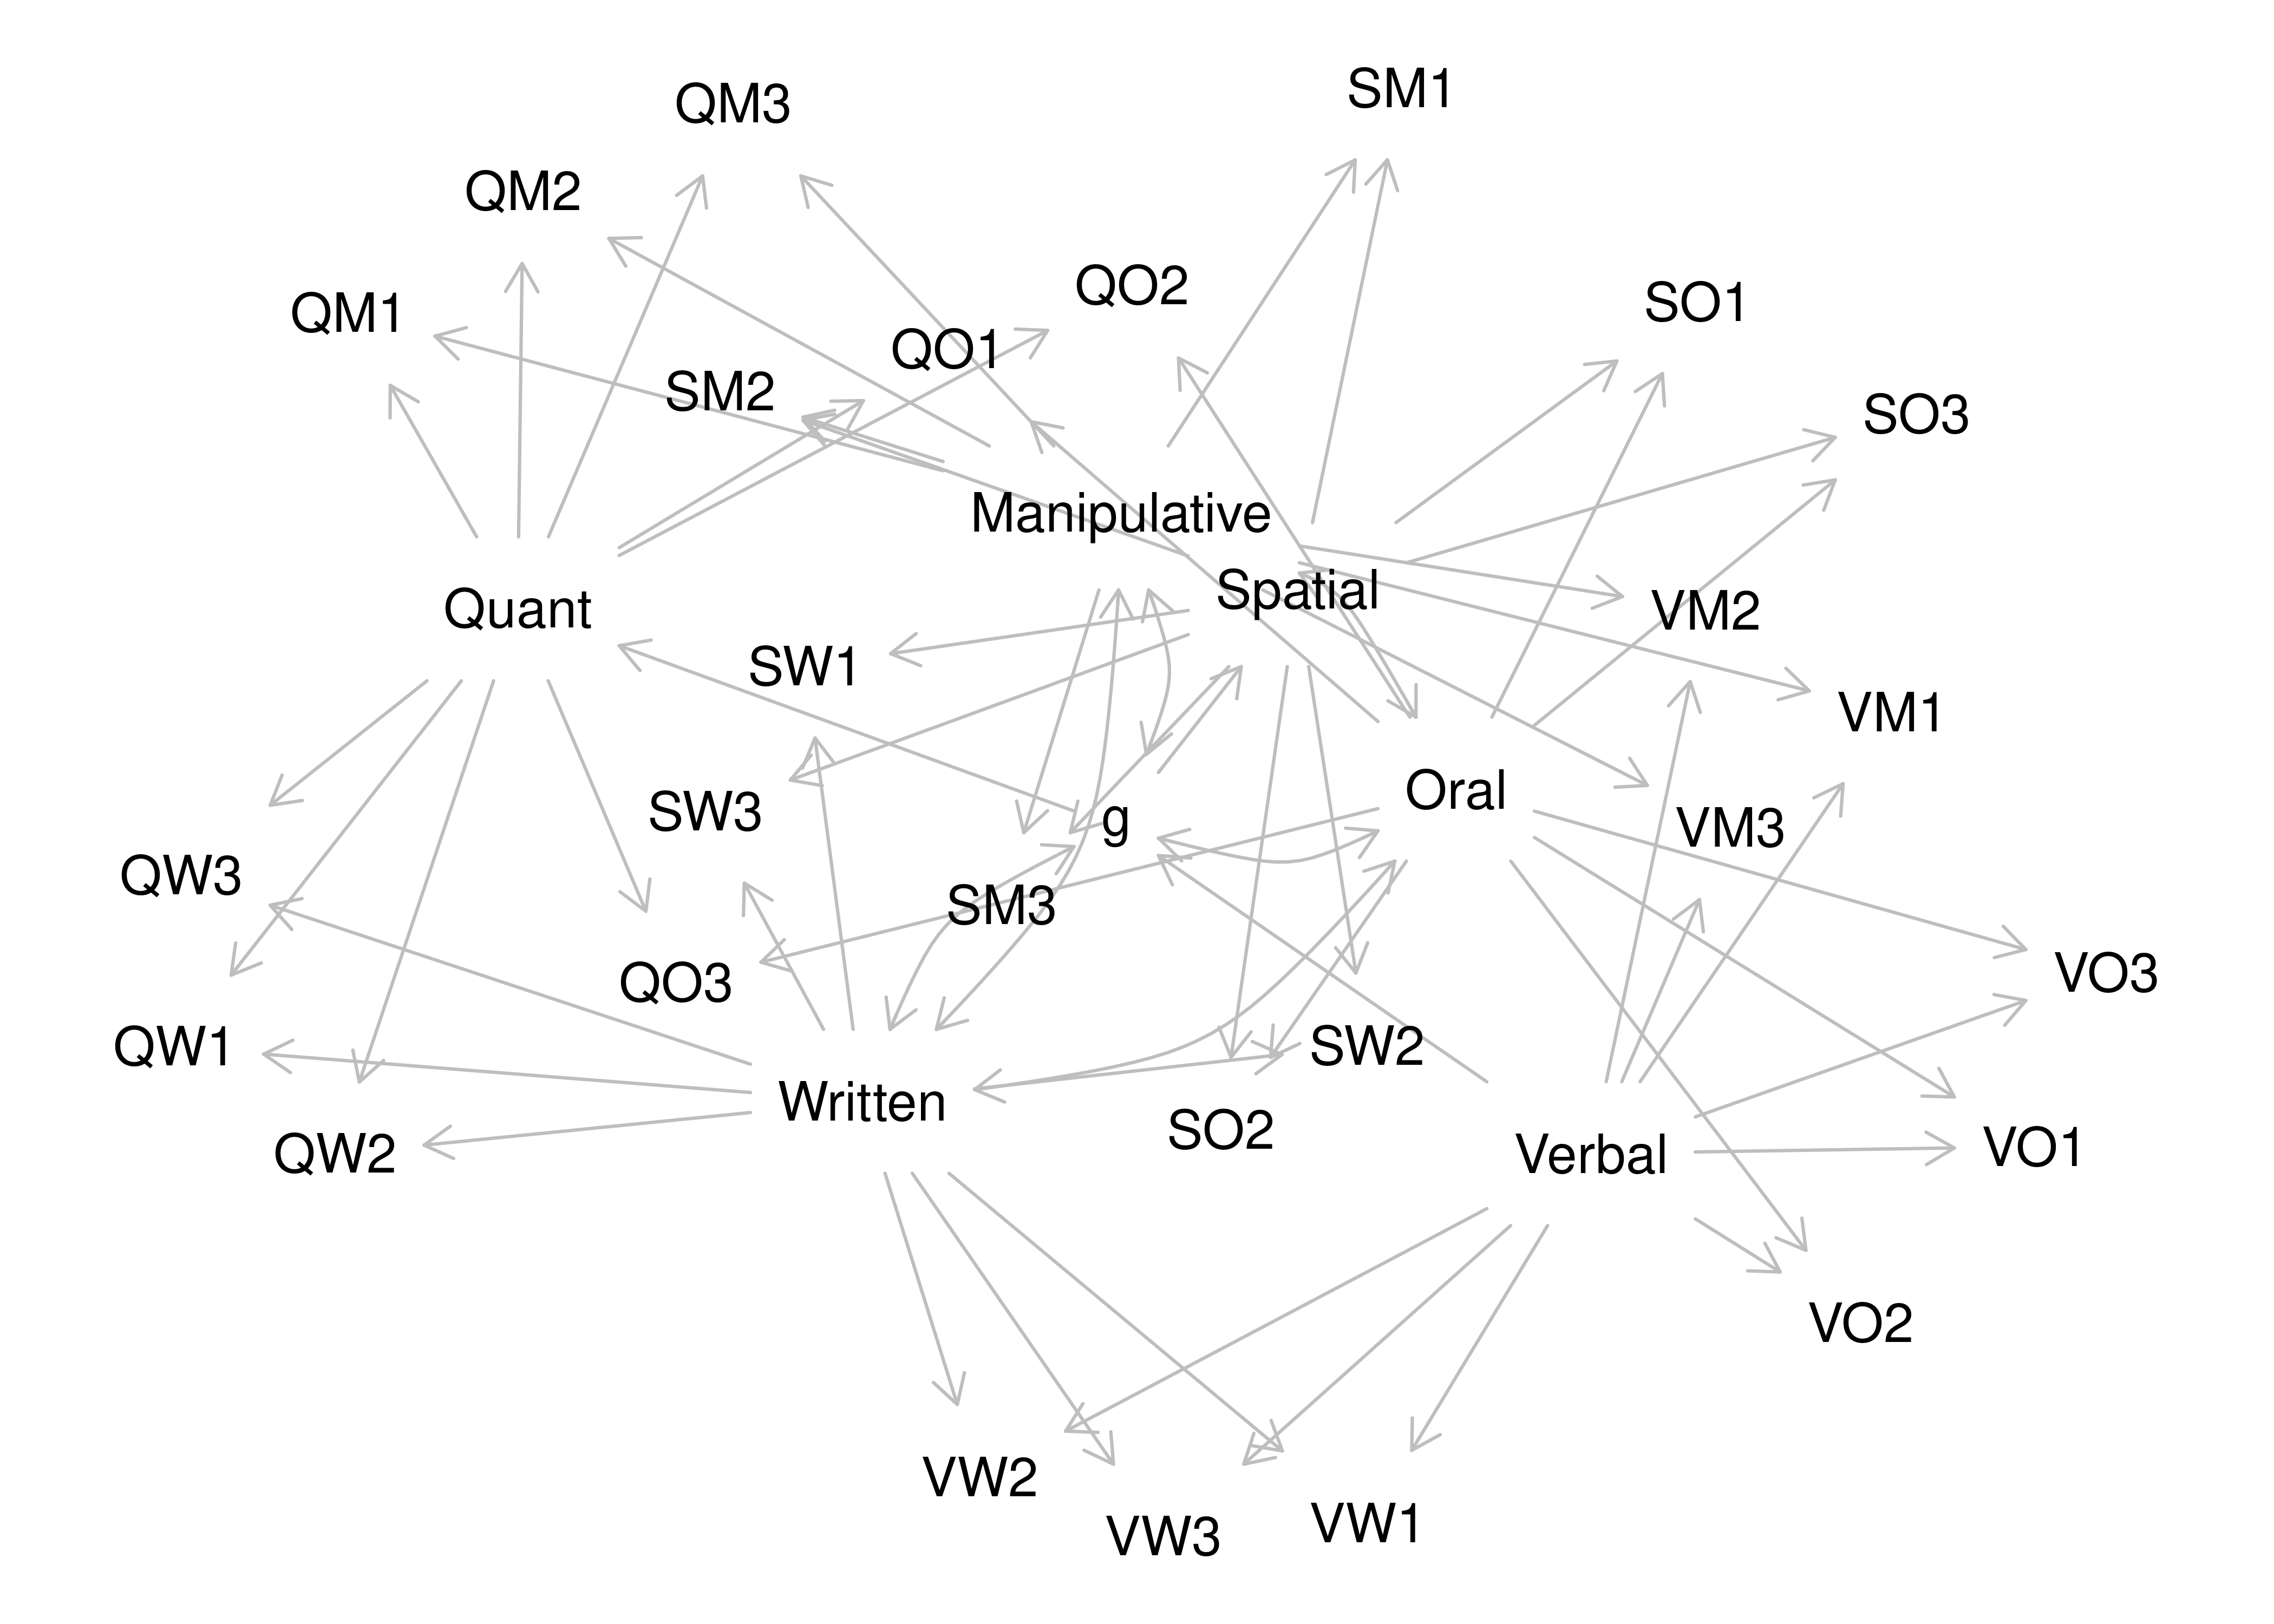 SM1
QM3
QM2
QO2
SO1
QM1
QO1
SM2
SO3
Manipulative
Spatial
Quant
VM2
SW1
VM1
Oral
SW3
g
VM3
QW3
SM3
VO3
QO3
QW1
SW2
Written
SO2
VO1
QW2
Verbal
VO2
VW2
VW1
VW3